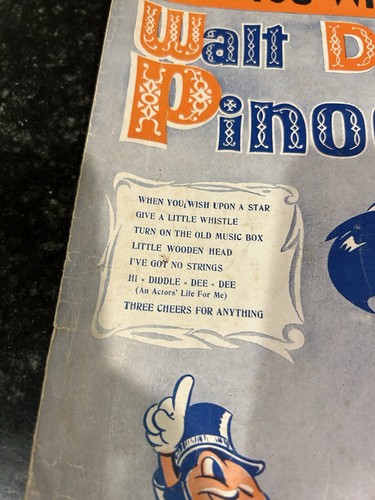 Walt D
Pino
WHEN YOU WISH UPON A STAR
GIVE A LITTLE WHISTLE
TURN ON THE OLD MUSIC BOX
LITTLE WOODEN HEAD
I'VE GOT NO STRINGS
HI - DIDDLE - DEE - DEE
(An Actors' Life For Me)
THREE CHEERS FOR ANYTHING